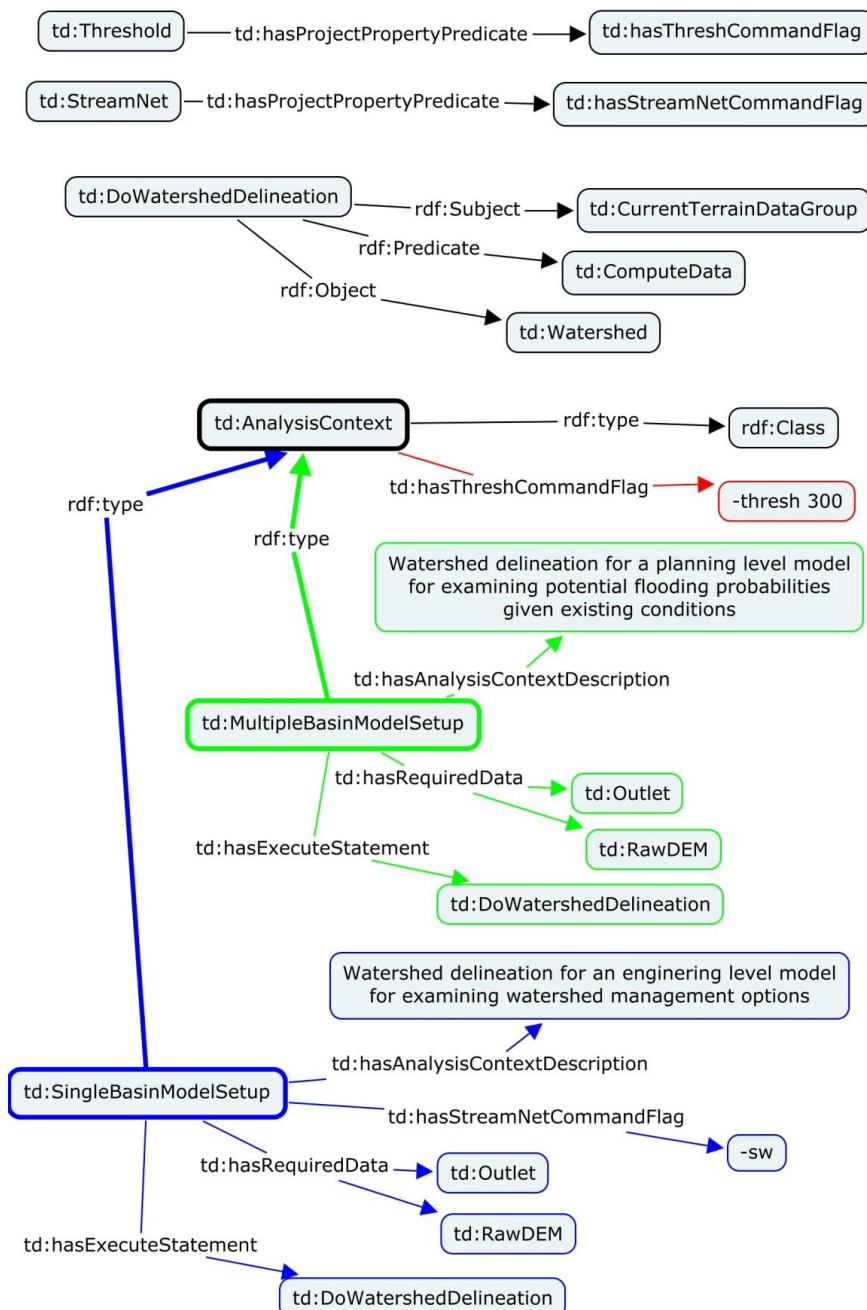 td:Threshold td:hasProjectPropertyPredicate td:hasThreshCommandFlag
td:StreamNet td:hasProjectPropertyPredicate td:hasStreamNetCommandFlag
td:DoWatershedDelineation
rdf:Subject td:CurrentTerrainDataGroup
rdf:Predicate
td:ComputeData
rdf:Object
td:Watershed
td:AnalysisContext rdf:type rdf:Class
td:hasThreshCommandFlag -thresh 300
rdf:type
rdf:type
Watershed delineation for a planning level model
for examining potential flooding probabilities
given existing conditions
td:hasAnalysisContextDescription
td:MultipleBasinModelSetup
td:hasRequiredData
td:Outlet
td:RawDEM
td:hasExecuteStatement
td:DoWatershedDelineation
Watershed delineation for an enginering level model
for examining watershed management options
td:hasAnalysisContextDescription
td:SingleBasinModelSetup
td:hasStreamNetCommandFlag
-sw
td:hasRequiredData td:Outlet
td:RawDEM
td:hasExecuteStatement
td:DoWatershedDelineation